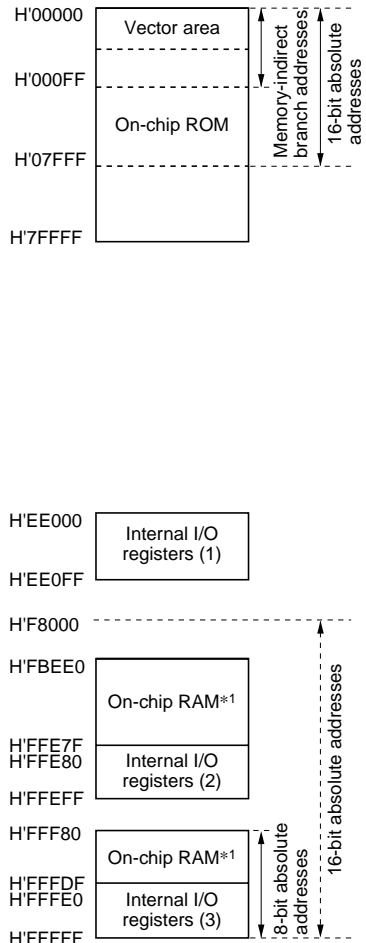 H'00000
Vector area
H'000FF
On-chip ROM
H'07FFF
H'7FFFF
Memory-indirect
branch addresses
16-bit absolute
addresses
H'EE000
Internal I/O
registers (1)
H'EE0FF
H'F8000
H'FBEE0
On-chip RAM*1
H'FFE7F
H'FFE80
Internal I/O
registers (2)
H'FFEFF
H'FFF80
On-chip RAM*1
H'FFFDF
H'FFFE0
Internal I/O
registers (3)
H'FFFFF
8-bit absolute
addresses
16-bit absolute addresses